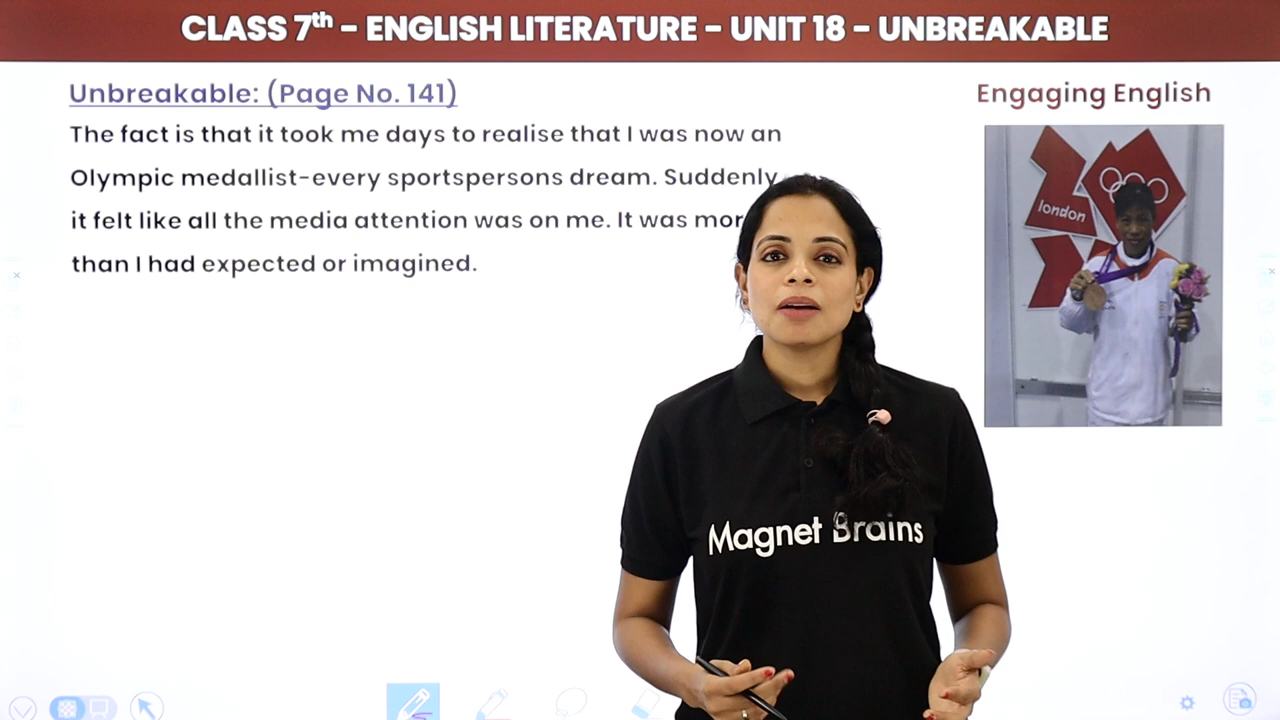 CLASS 7th - ENGLISH LITERATURE - UNIT 18 - UNBREAKABLE
Unbreakable: (Page No. 141)
Engaging English
The fact is that it took me days to realise that I was now an
Olympic medallist-every sportspersons dream. Suddenly
it felt like all the media attention was on me. It was
than I had expected or imagined.
london
Magnet Brains